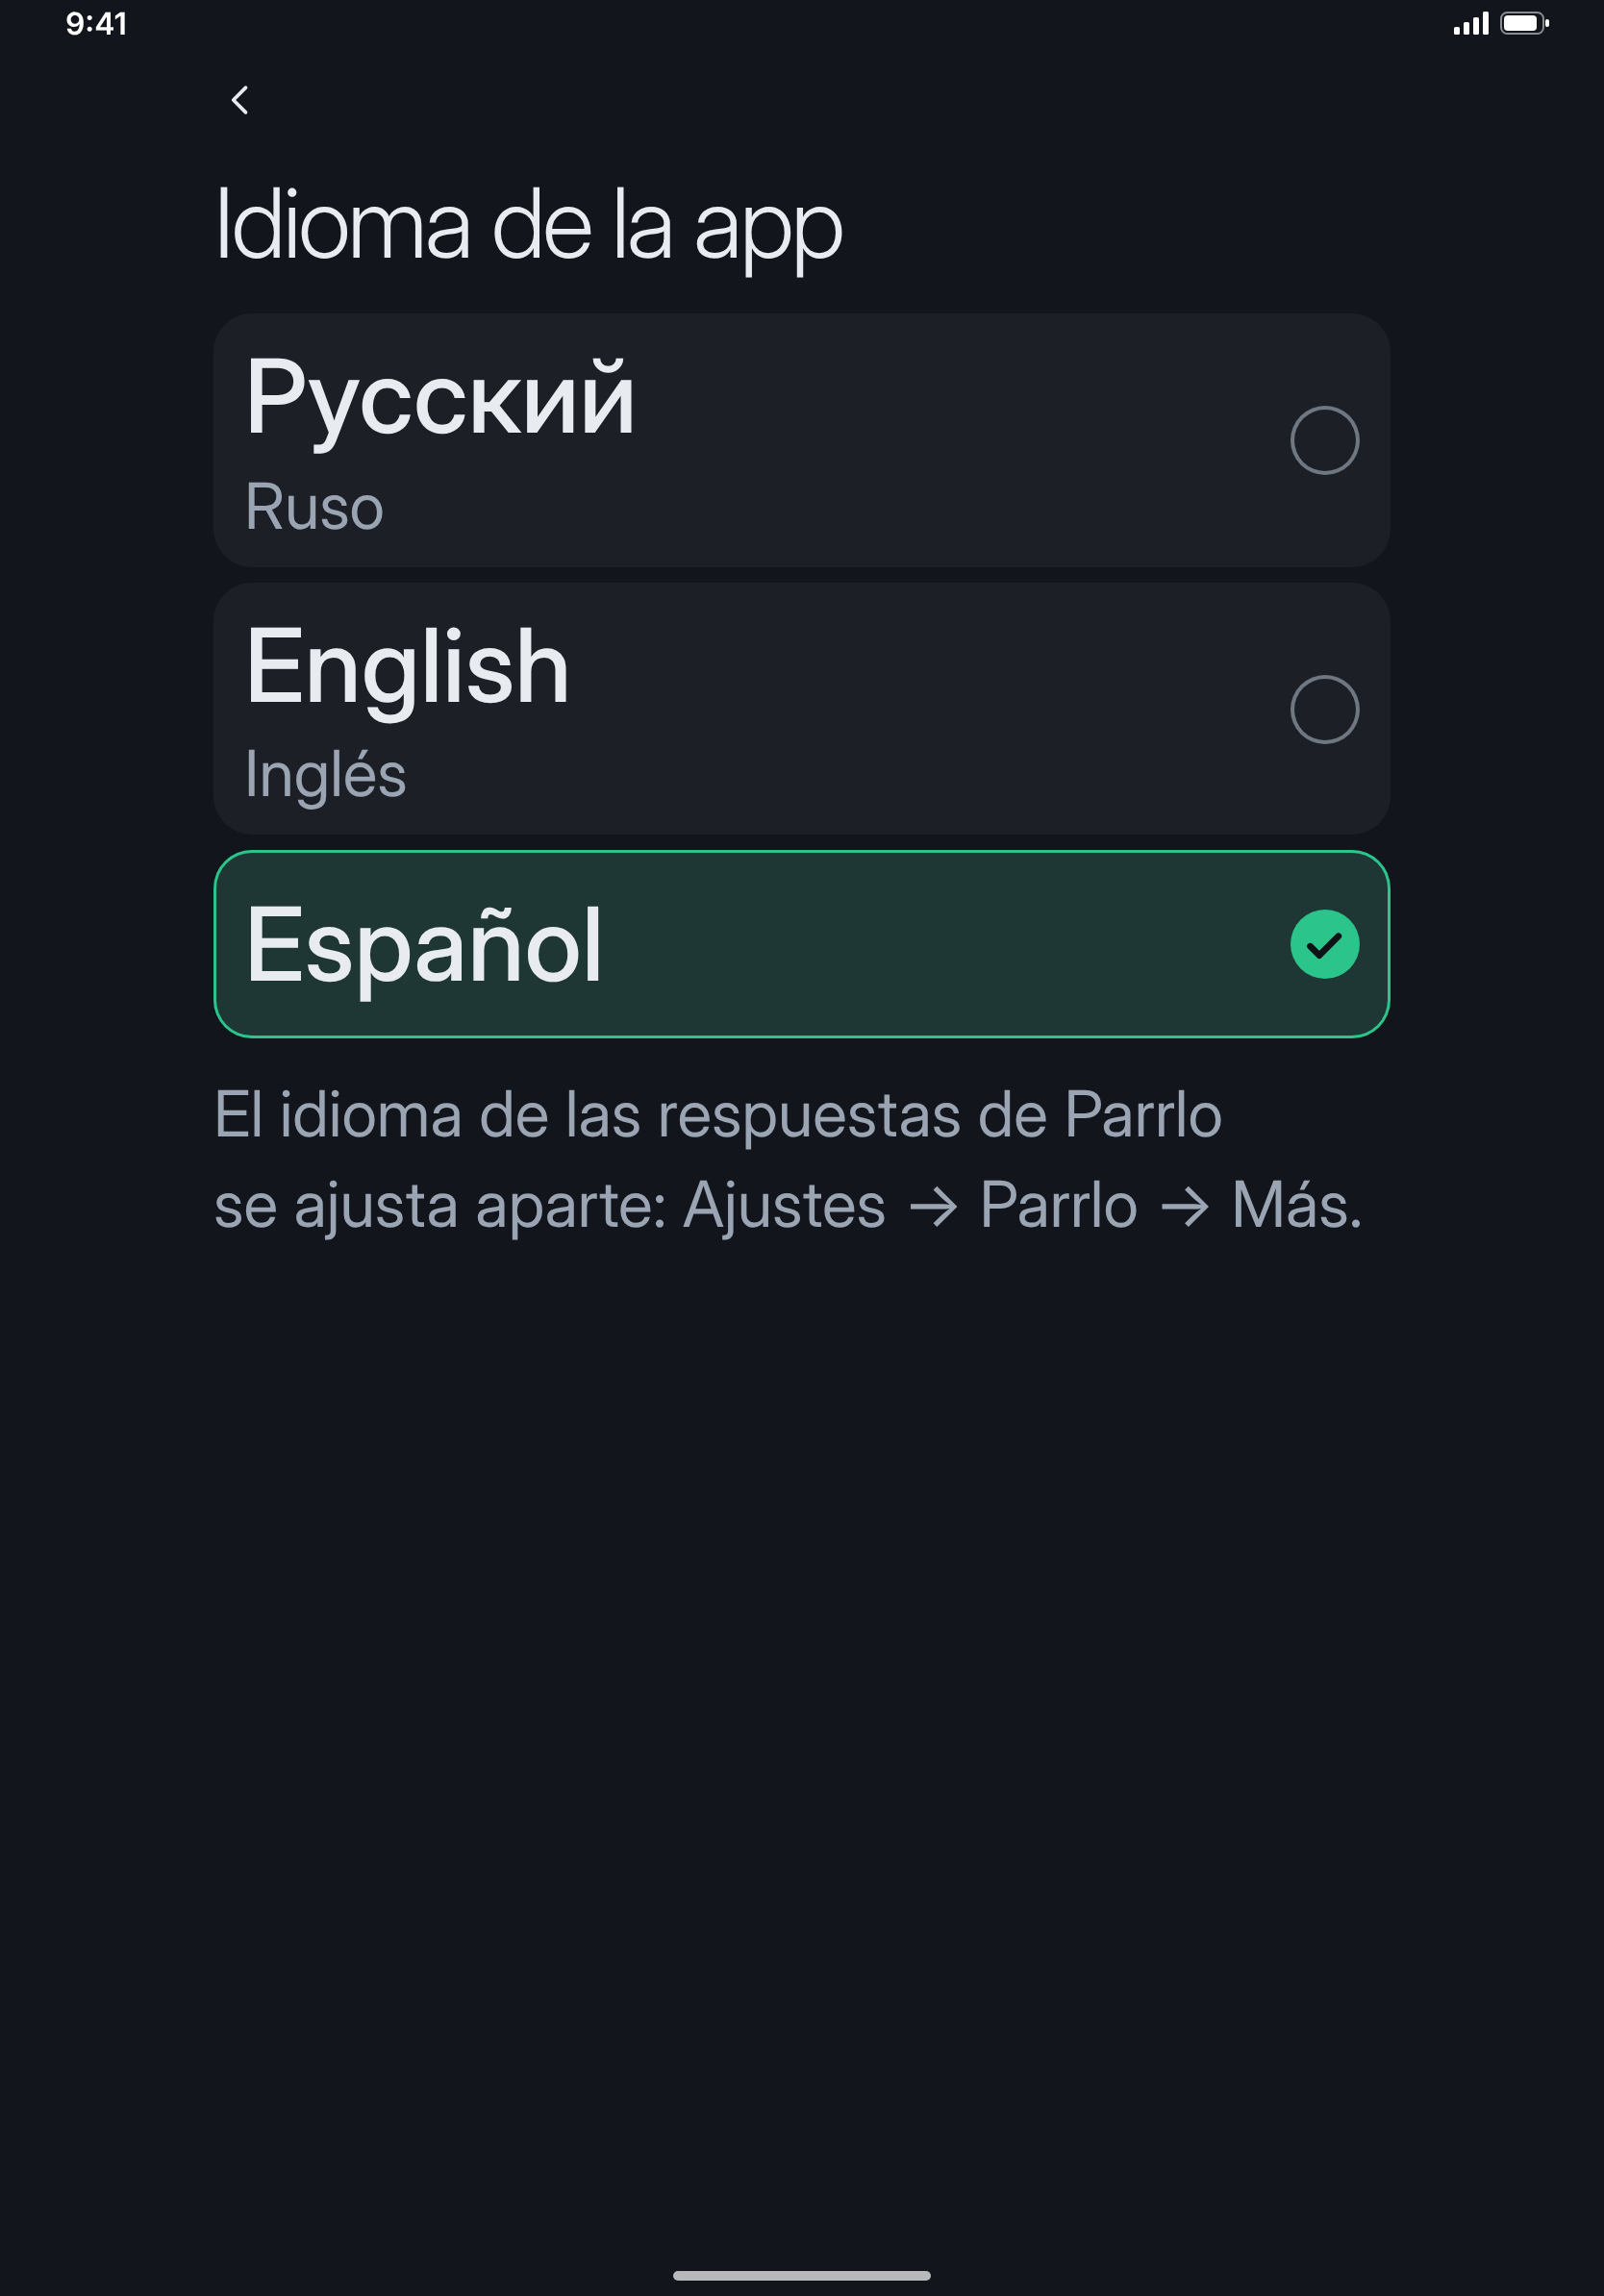 9:41
Idioma de la app
Русский
Ruso
English
Inglés
Español
El idioma de las respuestas de Parrlo
se ajusta aparte: Ajustes → Parrlo → Más.